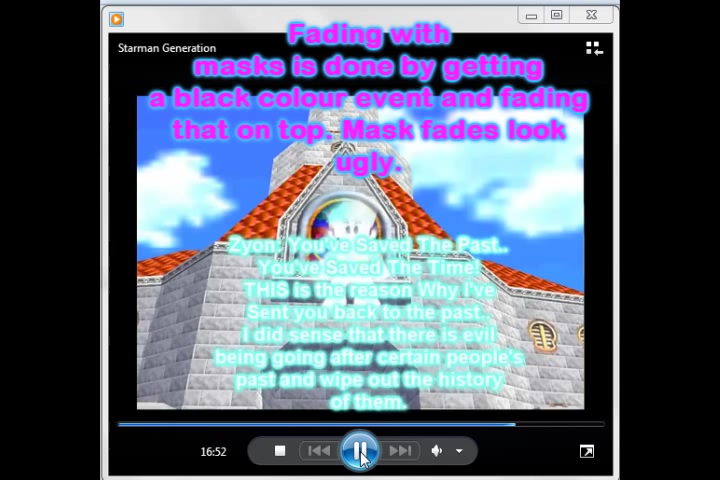 Starman Generation
Fading with
masks is done by getting
a black colour event and fading
that on top. Mask fades look
ugly.
Zyon: You've Saved The Past..
You've Saved The Time!
THIS is the reason Why I've
Sent you back to the past..
I did sense that there is evil
being going after certain people's
past and wipe out the history
of them.
16:52